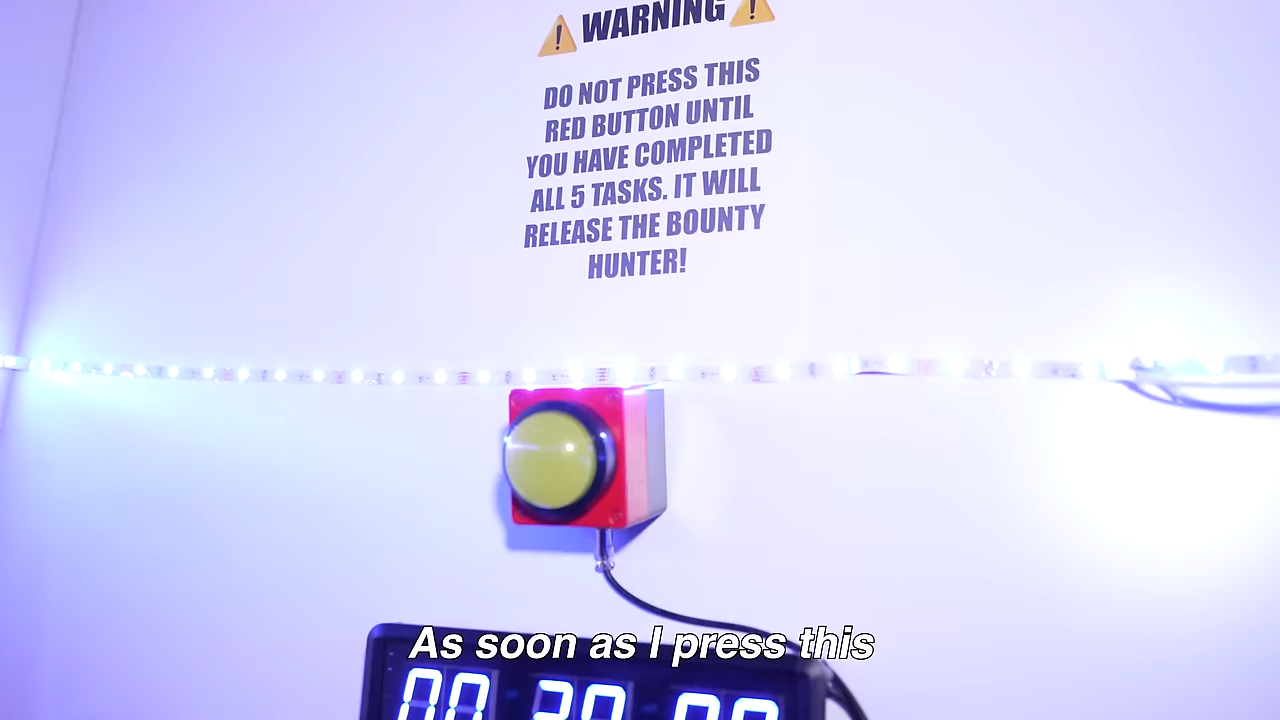 ⚠️WARNING⚠️
DO NOT PRESS THIS
RED BUTTON UNTIL
YOU HAVE COMPLETED
ALL 5 TASKS. IT WILL
RELEASE THE BOUNTY
HUNTER!
As soon as I press this